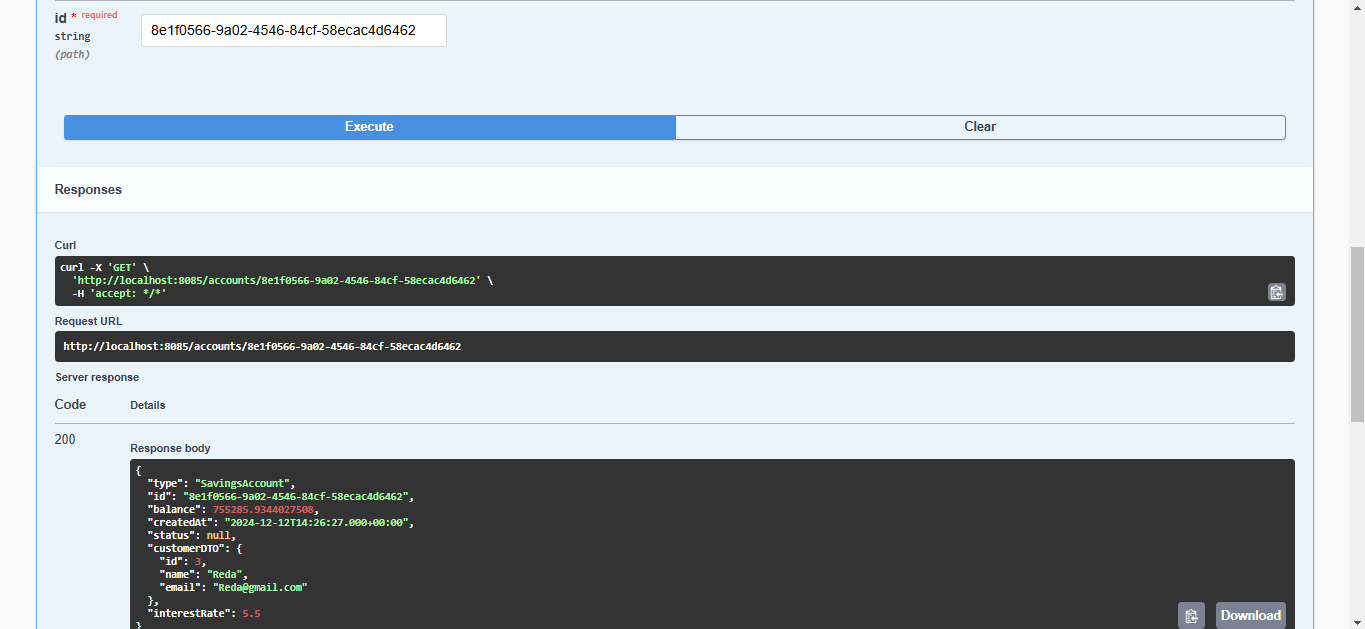 id * required
string
(path)
8e1f0566-9a02-4546-84cf-58ecac4d6462
Execute
Clear
Responses
Curl
curl -X 'GET' \
  'http://localhost:8085/accounts/8e1f0566-9a02-4546-84cf-58ecac4d6462' \
  -H 'accept: */*'
Request URL
http://localhost:8085/accounts/8e1f0566-9a02-4546-84cf-58ecac4d6462
Server response
Code Details
200
Response body
{
  "type": "SavingsAccount",
  "id": "8e1f0566-9a02-4546-84cf-58ecac4d6462",
  "balance": 755285.9344027508,
  "createdAt": "2024-12-12T14:26:27.000+00:00",
  "status": null,
  "customerDTO": {
    "id": 3,
    "name": "Reda",
    "email": "Reda@gmail.com"
  },
  "interestRate": 5.5
}
Download